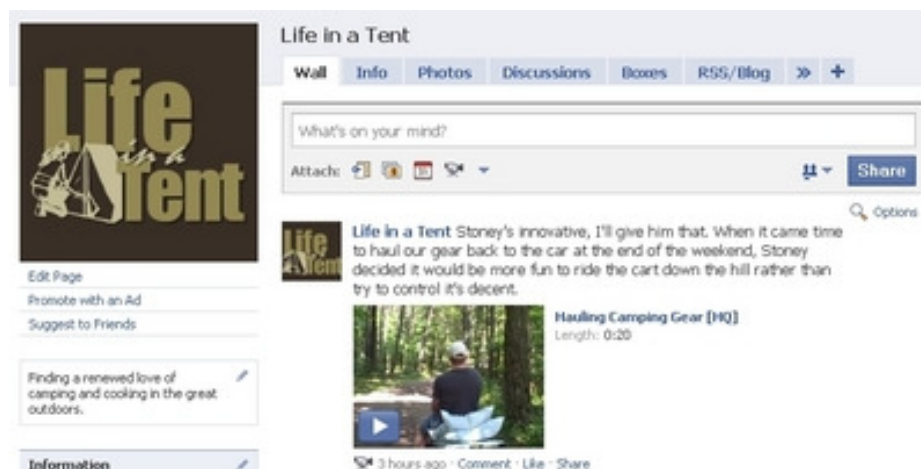 Life
in a
Tent
Life in a Tent
Wall Info Photos Discussions Boxes RSS/Blog » +
What's on your mind?
Attach:
31
Share
Options
Life
Tent
Life in a Tent Stoney's innovative, I'll give him that. When it came time
to haul our gear back to the car at the end of the weekend, Stoney
decided it would be more fun to ride the cart down the hill rather than
try to control it's decent.
Hauling Camping Gear [HQ]
Length: 0:20
3 hours ago · Comment · Like · Share
Edit Page
Promote with an Ad
Suggest to Friends
Finding a renewed love of
camping and cooking in the great
outdoors.
Information